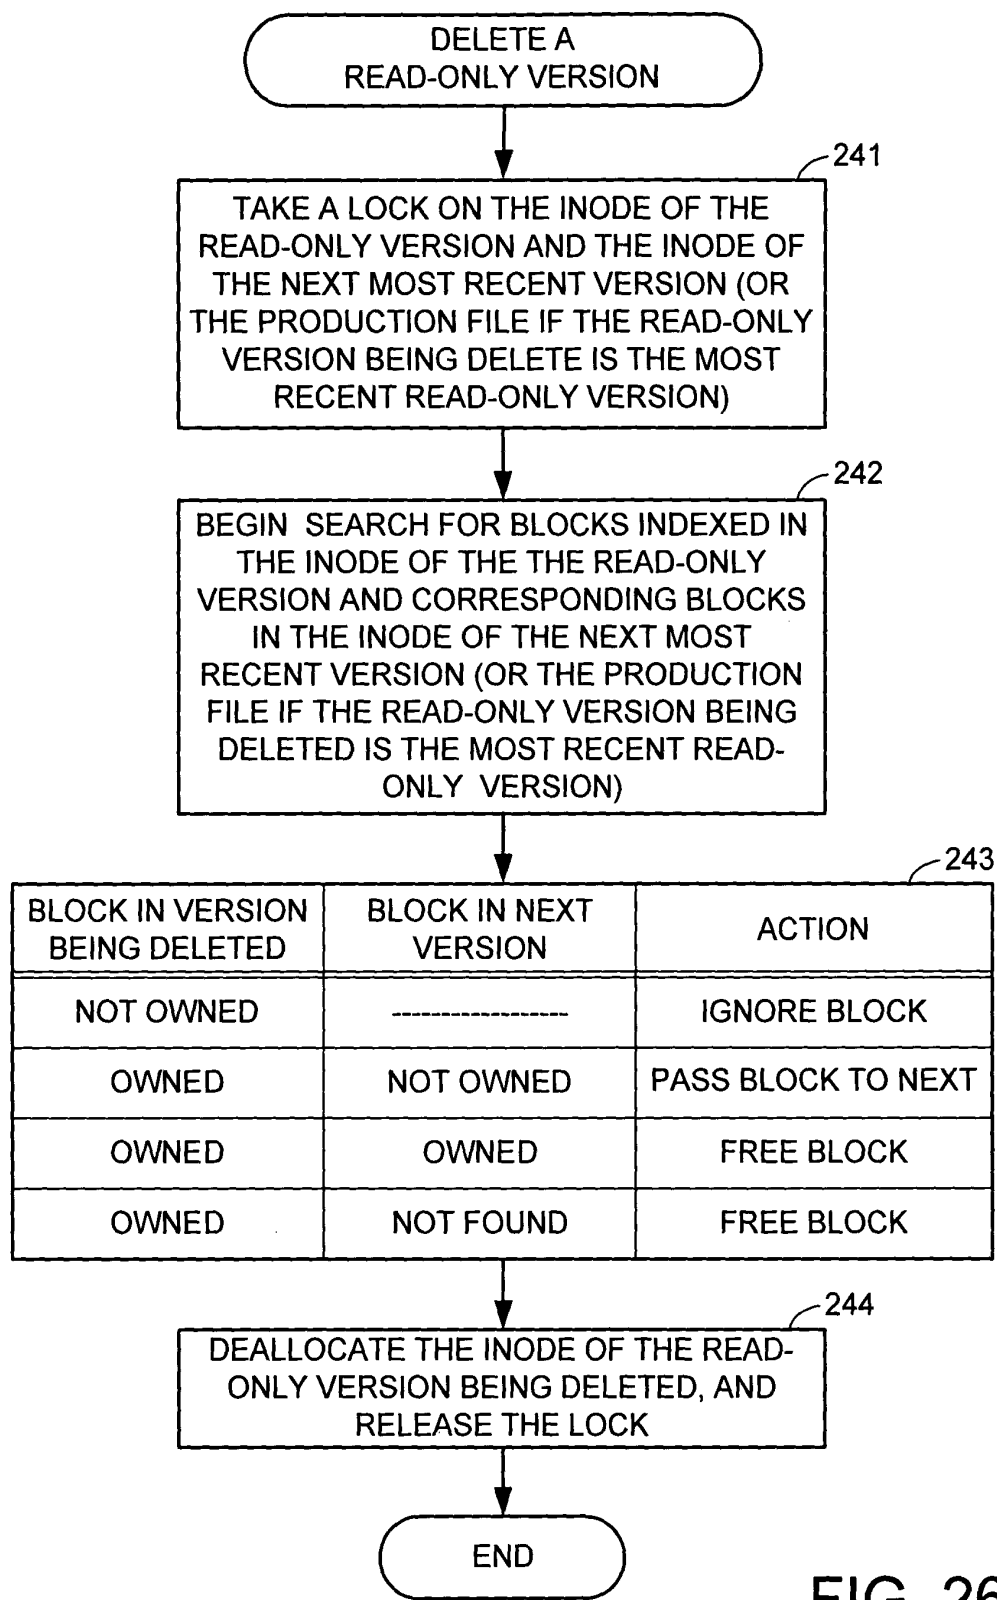 DELETE A
READ-ONLY VERSION
241
TAKE A LOCK ON THE INODE OF THE
READ-ONLY VERSION AND THE INODE OF
THE NEXT MOST RECENT VERSION (OR
THE PRODUCTION FILE IF THE READ-ONLY
VERSION BEING DELETE IS THE MOST
RECENT READ-ONLY VERSION)
242
BEGIN SEARCH FOR BLOCKS INDEXED IN
THE INODE OF THE THE READ-ONLY
VERSION AND CORRESPONDING BLOCKS
IN THE INODE OF THE NEXT MOST
RECENT VERSION (OR THE PRODUCTION
FILE IF THE READ-ONLY VERSION BEING
DELETED IS THE MOST RECENT READ-
ONLY VERSION)
243
BLOCK IN VERSION
BEING DELETED
BLOCK IN NEXT
VERSION
ACTION
NOT OWNED ------------------ IGNORE BLOCK
OWNED NOT OWNED PASS BLOCK TO NEXT
OWNED OWNED FREE BLOCK
OWNED NOT FOUND FREE BLOCK
244
DEALLOCATE THE INODE OF THE READ-
ONLY VERSION BEING DELETED, AND
RELEASE THE LOCK
END
FIG. 26